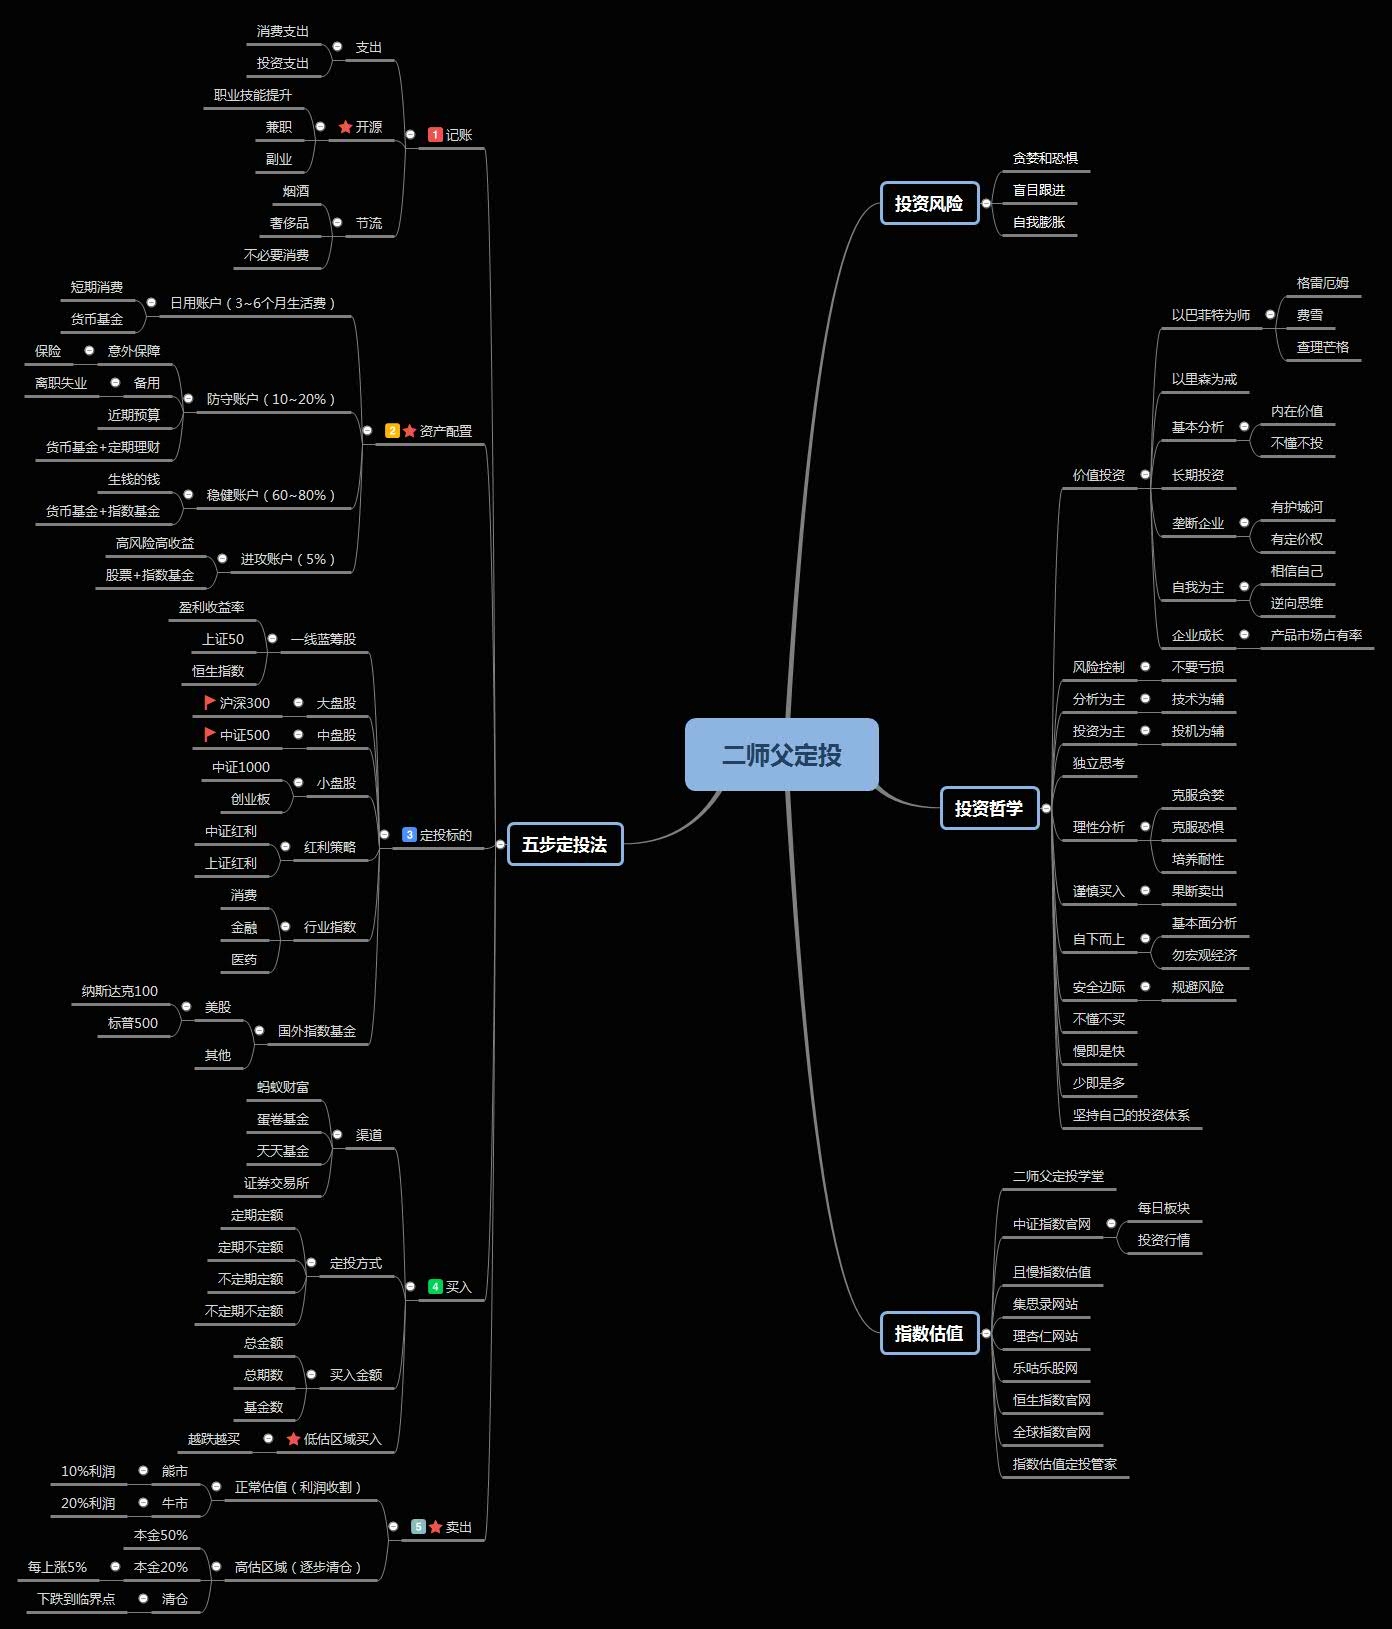 二师父定投
五步定投法
1 记账
支出
消费支出
投资支出
开源
职业技能提升
兼职
副业
节流
烟酒
奢侈品
不必要消费
2 资产配置
日用账户（3~6个月生活费）
短期消费
货币基金
防守账户（10~20%）
意外保障
保险
备用
离职失业
近期预算
货币基金+定期理财
稳健账户（60~80%）
生钱的钱
货币基金+指数基金
进攻账户（5%）
高风险高收益
股票+指数基金
3 定投标的
一线蓝筹股
盈利收益率
上证50
恒生指数
大盘股
沪深300
中盘股
中证500
小盘股
中证1000
创业板
红利策略
中证红利
上证红利
行业指数
消费
金融
医药
国外指数基金
美股
纳斯达克100
标普500
其他
4 买入
渠道
蚂蚁财富
蛋卷基金
天天基金
证券交易所
定投方式
定期定额
定期不定额
不定期定额
不定期不定额
买入金额
总金额
总期数
基金数
低估区域买入
越跌越买
5 卖出
正常估值（利润收割）
熊市
10%利润
牛市
20%利润
高估区域（逐步清仓）
本金50%
本金20%
每上涨5%
清仓
下跌到临界点
投资风险
贪婪和恐惧
盲目跟进
自我膨胀
投资哲学
价值投资
以巴菲特为师
格雷厄姆
费雪
查理芒格
以里森为戒
基本分析
内在价值
不懂不投
长期投资
垄断企业
有护城河
有定价权
自我为主
相信自己
逆向思维
企业成长
产品市场占有率
风险控制
不要亏损
分析为主
技术为辅
投资为主
投机为辅
独立思考
理性分析
克服贪婪
克服恐惧
培养耐性
谨慎买入
果断卖出
自下而上
基本面分析
勿宏观经济
安全边际
规避风险
不懂不买
慢即是快
少即是多
坚持自己的投资体系
指数估值
二师父定投学堂
中证指数官网
每日板块
投资行情
且慢指数估值
集思录网站
理杏仁网站
乐咕乐股网
恒生指数官网
全球指数官网
指数估值定投管家